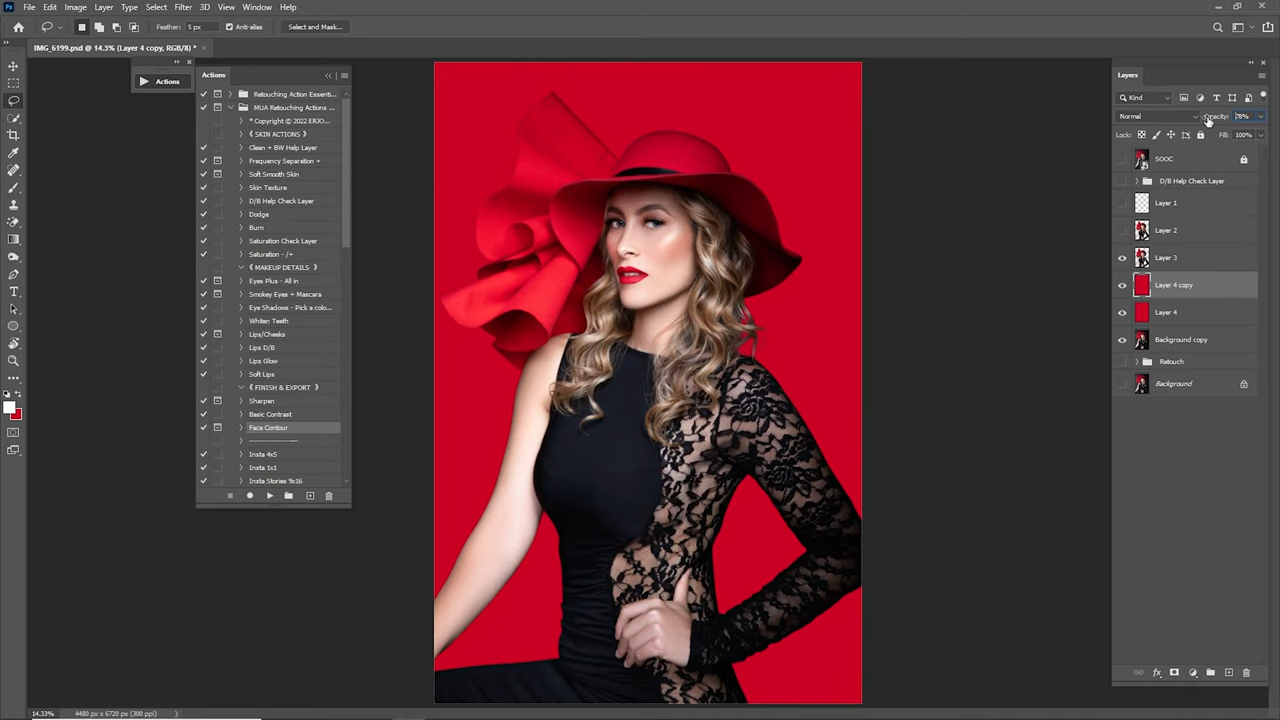 Ps File Edit Image Layer Type Select Filter 3D View Window Help
Feather: 5 px Anti-alias Select and Mask...
IMG_6199.psd @ 14.3% (Layer 4 copy, RGB/8) *
Actions
Actions
Retouching Action Essenti...
MUA Retouching Actions ...
* Copyright © 2022 ERJO...
《 SKIN ACTIONS 》
Clean + BW Help Layer
Frequency Separation +
Soft Smooth Skin
Skin Texture
D/B Help Check Layer
Dodge
Burn
Saturation Check Layer
Saturation - /+
《 MAKEUP DETAILS 》
Eyes Plus - All in
Smokey Eyes + Mascara
Eye Shadows - Pick a colo...
Whiten Teeth
Lips/Cheeks
Lips D/B
Lips Glow
Soft Lips
《 FINISH & EXPORT 》
Sharpen
Basic Contrast
Face Contour
------------------
Insta 4x5
Insta 1x1
Insta Stories 9x16
Layers
Kind
Normal Opacity: 78%
Lock: Fill: 100%
SOOC
D/B Help Check Layer
Layer 1
Layer 2
Layer 3
Layer 4 copy
Layer 4
Background copy
Retouch
Background
fx
14.33% 4480 px x 6720 px (300 ppi)